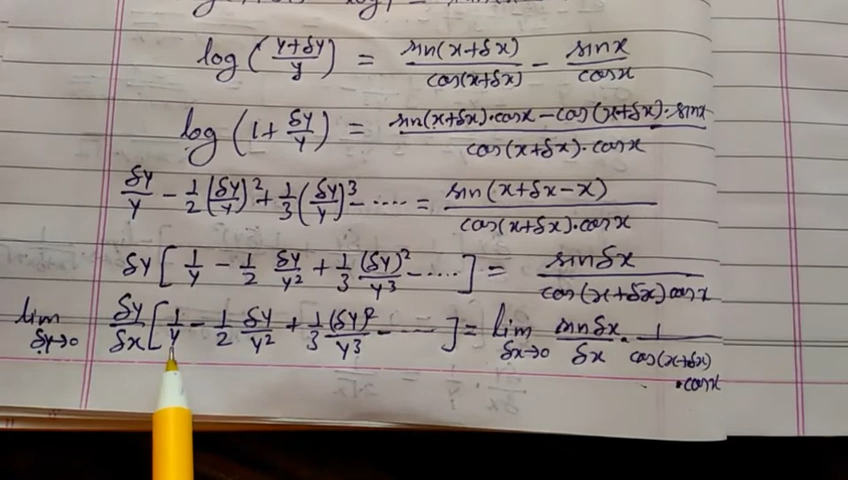 log (y+δy/y) = sin(x+δx)/cos(x+δx) - sinx/cosx
log (1+ δy/y) = sin(x+δx)·cosx - cos(x+δx)·sinx / cos(x+δx)·cosx
δy/y - 1/2 (δy/y)² + 1/3 (δy/y)³ - ····· = sin(x+δx-x) / cos(x+δx)·cosx
δy [ 1/y - 1/2 δy/y² + 1/3 (δy)²/y³ - ····· ] = sinδx / cos(x+δx) cosx
lim δy→0 δy/δx [ 1/y - 1/2 δy/y² + 1/3 (δy)²/y³ - ····· ] = lim δx→0 sinδx/δx · 1/cos(x+δx)·cosx